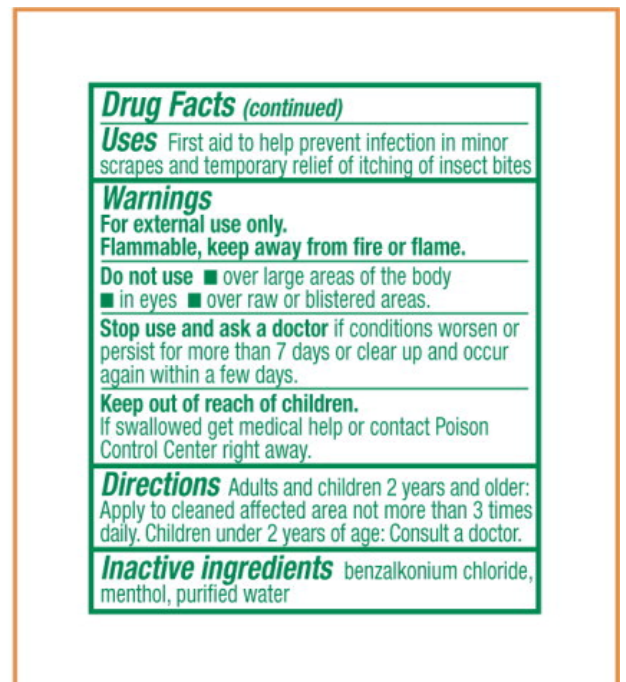 Drug Facts (continued)
Uses First aid to help prevent infection in minor
scrapes and temporary relief of itching of insect bites
Warnings
For external use only.
Flammable, keep away from fire or flame.
Do not use ■ over large areas of the body
■ in eyes ■ over raw or blistered areas.
Stop use and ask a doctor if conditions worsen or
persist for more than 7 days or clear up and occur
again within a few days.
Keep out of reach of children.
If swallowed get medical help or contact Poison
Control Center right away.
Directions Adults and children 2 years and older:
Apply to cleaned affected area not more than 3 times
daily. Children under 2 years of age: Consult a doctor.
Inactive ingredients benzalkonium chloride,
menthol, purified water